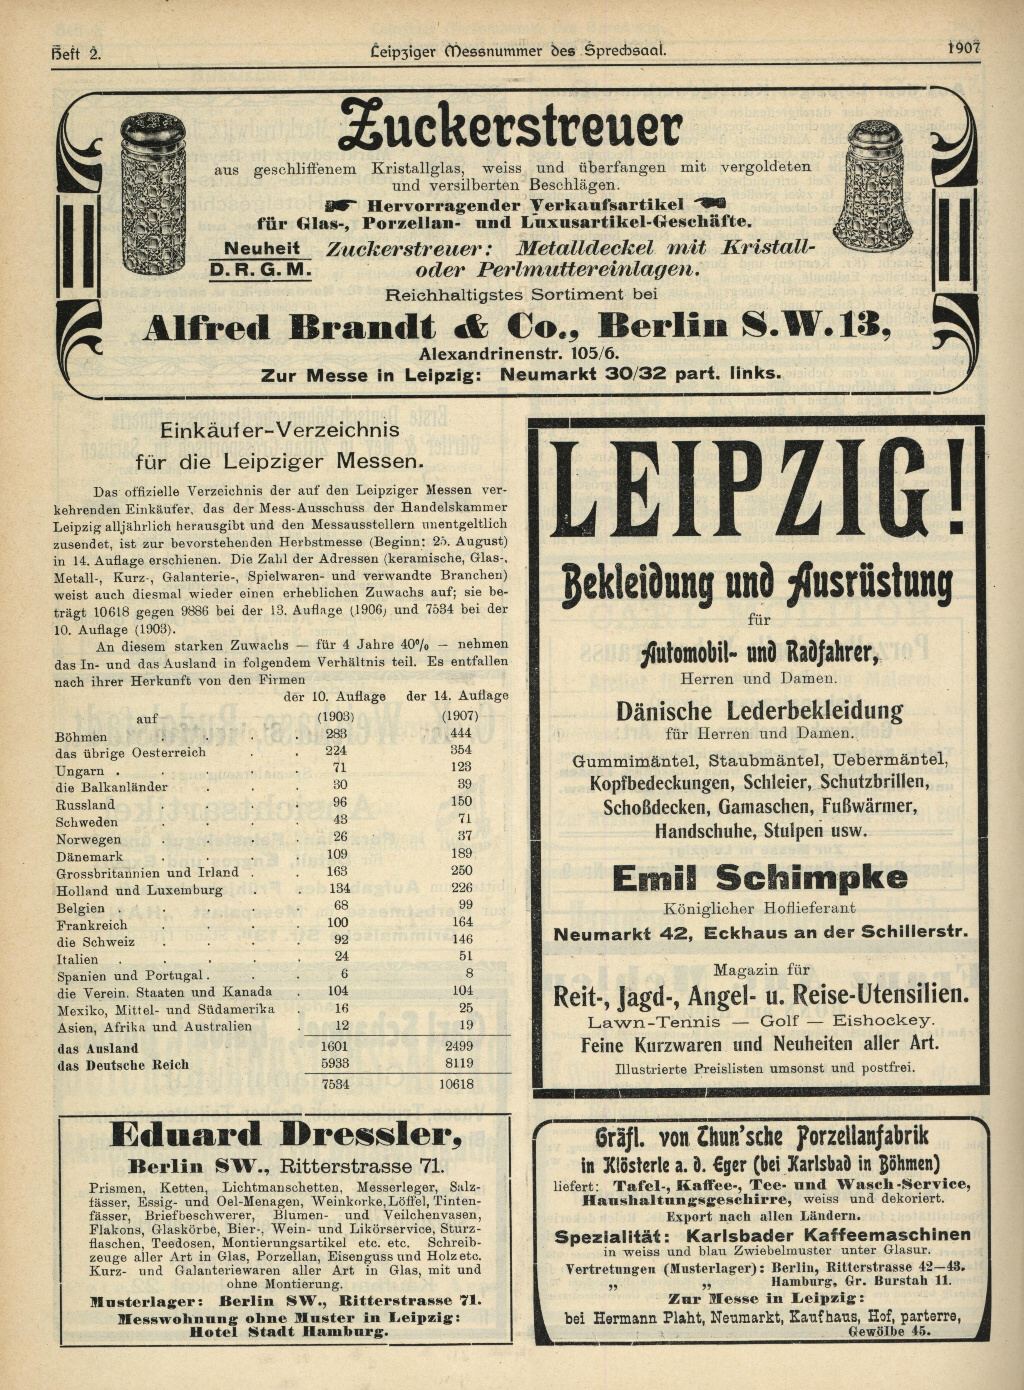 Heft 2.
Leipziger Messnummer des Sprechsaal.
1907
Zuckerstreuer
aus geschliffenem Kristallglas, weiss und überfangen mit vergoldeten
und versilberten Beschlägen.
Hervorragender Verkaufsartikel
für Glas-, Porzellan- und Luxusartikel-Geschäfte.
Neuheit Zuckerstreuer: Metalldeckel mit Kristall-
D. R. G. M. oder Perlmuttereinlagen.
Reichhaltigstes Sortiment bei
Alfred Brandt & Co., Berlin S.W.13,
Alexandrinenstr. 105/6.
Zur Messe in Leipzig: Neumarkt 30/32 part. links.
Einkäufer-Verzeichnis
für die Leipziger Messen.
Das offizielle Verzeichnis der auf den Leipziger Messen ver-
kehrenden Einkäufer, das der Mess-Ausschuss der Handelskammer
Leipzig alljährlich herausgibt und den Messausstellern unentgeltlich
zusendet, ist zur bevorstehenden Herbstmesse (Beginn: 25. August)
in 14. Auflage erschienen. Die Zahl der Adressen (keramische, Glas-,
Metall-, Kurz-, Galanterie-, Spielwaren- und verwandte Branchen)
weist auch diesmal wieder einen erheblichen Zuwachs auf; sie be-
trägt 10618 gegen 9886 bei der 13. Auflage (1906) und 7534 bei der
10. Auflage (1903).
An diesem starken Zuwachs — für 4 Jahre 40% — nehmen
das In- und das Ausland in folgendem Verhältnis teil. Es entfallen
nach ihrer Herkunft von den Firmen
der 10. Auflage der 14. Auflage
auf (1903) (1907)
Böhmen . . . . . 283 444
das übrige Oesterreich . . 224 354
Ungarn . . . . . 71 123
die Balkanländer . . . 30 39
Russland . . . . 96 150
Schweden . . . . 43 71
Norwegen . . . . 26 37
Dänemark . . . . 109 189
Grossbritannien und Irland . . 163 250
Holland und Luxemburg . . 134 226
Belgien . . . . . 68 99
Frankreich . . . . 100 164
die Schweiz . . . . 92 146
Italien . . . . . 24 51
Spanien und Portugal . . . 6 8
die Verein. Staaten und Kanada . 104 104
Mexiko, Mittel- und Südamerika . 16 25
Asien, Afrika und Australien . 12 19
das Ausland 1601 2499
das Deutsche Reich 5933 8119
7534 10618
LEIPZIG!
Bekleidung und Ausrüstung
für
Automobil- und Radfahrer,
Herren und Damen.
Dänische Lederbekleidung
für Herren und Damen.
Gummimäntel, Staubmäntel, Uebermäntel,
Kopfbedeckungen, Schleier, Schutzbrillen,
Schoßdecken, Gamaschen, Fußwärmer,
Handschuhe, Stulpen usw.
Emil Schimpke
Königlicher Hoflieferant
Neumarkt 42, Eckhaus an der Schillerstr.
Magazin für
Reit-, Jagd-, Angel- u. Reise-Utensilien.
Lawn-Tennis — Golf — Eishockey.
Feine Kurzwaren und Neuheiten aller Art.
Illustrierte Preislisten umsonst und postfrei.
Eduard Dressler,
Berlin SW., Ritterstrasse 71.
Prismen, Ketten, Lichtmanschetten, Messerleger, Salz-
fässer, Essig- und Oel-Menagen, Weinkorke, Löffel, Tinten-
fässer, Briefbeschwerer, Blumen- und Veilchenvasen,
Flakons, Glaskörbe, Bier-, Wein- und Likörservice, Sturz-
flaschen, Teedosen, Montierungsartikel etc. etc. Schreib-
zeuge aller Art in Glas, Porzellan, Eisenguss und Holz etc.
Kurz- und Galanteriewaren aller Art in Glas, mit und
ohne Montierung.
Musterlager: Berlin SW., Ritterstrasse 71.
Messwohnung ohne Muster in Leipzig:
Hotel Stadt Hamburg.
Gräfl. von Thun'sche Porzellanfabrik
in Klösterle a. d. Eger (bei Karlsbad in Böhmen)
liefert: Tafel-, Kaffee-, Tee- und Wasch-Service,
Haushaltungsgeschirre, weiss und dekoriert.
Export nach allen Ländern.
Spezialität: Karlsbader Kaffeemaschinen
in weiss und blau Zwiebelmuster unter Glasur.
Vertretungen (Musterlager): Berlin, Ritterstrasse 42—43.
„ „ Hamburg, Gr. Burstah 11.
Zur Messe in Leipzig:
bei Hermann Plaht, Neumarkt, Kaufhaus, Hof, parterre,
Gewölbe 45.